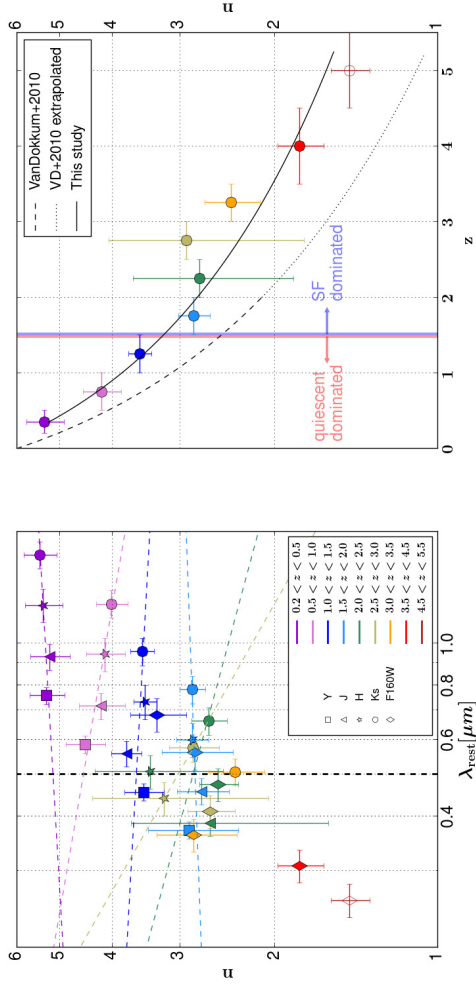 6
5
4
3
2
1
n
0.4
0.6
0.8
1.0
λrest[μm]
Y
J
H
Ks
F160W
0.2 < z < 0.5
0.5 < z < 1.0
1.0 < z < 1.5
1.5 < z < 2.0
2.0 < z < 2.5
2.5 < z < 3.0
3.0 < z < 3.5
3.5 < z < 4.5
4.5 < z < 5.5
6
5
4
3
2
1
n
0
1
2
3
4
5
z
VanDokkum+2010
VD+2010 extrapolated
This study
quiescent
dominated
SF
dominated